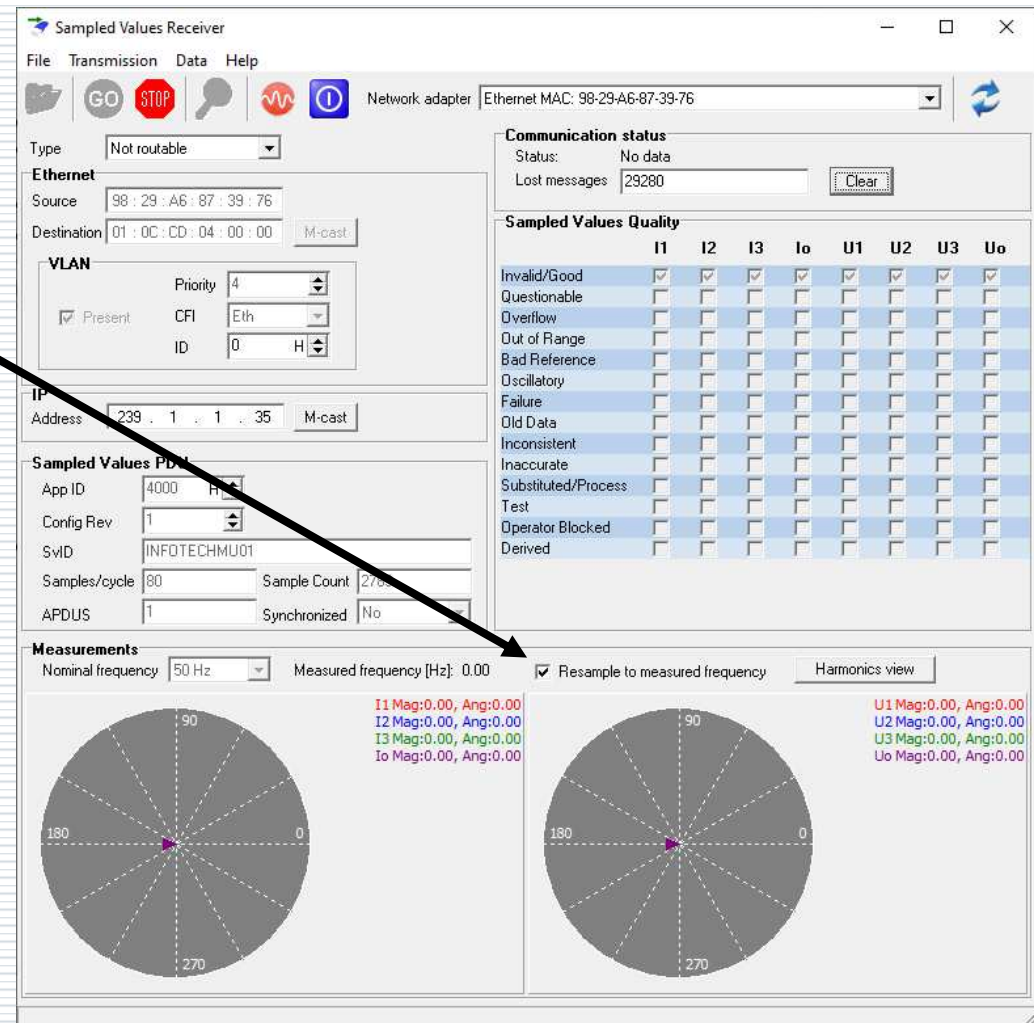 Sampled Values Receiver
File Transmission Data Help
GO STOP Network adapter Ethernet MAC: 98-29-A6-87-39-76
Type Not routable
Ethernet
Source 98 : 29 : A6 : 87 : 39 : 76
Destination 01 : 0C : CD : 04 : 00 : 00 M-cast
VLAN
Priority 4
Present CFI Eth
ID 0 H
IP
Address 239 . 1 . 1 . 35 M-cast
Sampled Values PDU
App ID 4000 H
Config Rev 1
SvID INFOTECHMU01
Samples/cycle 80 Sample Count
APDUS 1 Synchronized No
Communication status
Status: No data
Lost messages 29280 Clear
Sampled Values Quality
I1 I2 I3 Io U1 U2 U3 Uo
Invalid/Good
Questionable
Overflow
Out of Range
Bad Reference
Oscillatory
Failure
Old Data
Inconsistent
Inaccurate
Substituted/Process
Test
Operator Blocked
Derived
Measurements
Nominal frequency 50 Hz Measured frequency [Hz]: 0.00 Resample to measured frequency Harmonics view
I1 Mag:0.00, Ang:0.00
I2 Mag:0.00, Ang:0.00
I3 Mag:0.00, Ang:0.00
Io Mag:0.00, Ang:0.00
90
180 0
270
U1 Mag:0.00, Ang:0.00
U2 Mag:0.00, Ang:0.00
U3 Mag:0.00, Ang:0.00
Uo Mag:0.00, Ang:0.00
90
180 0
270